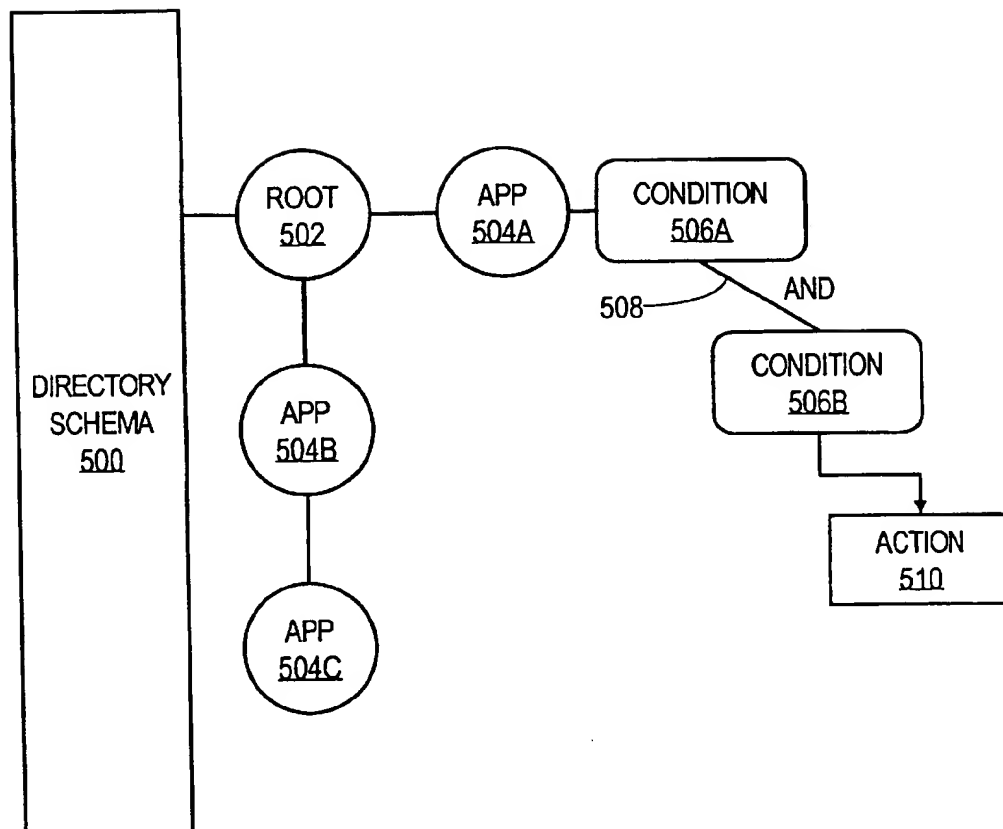 DIRECTORY
SCHEMA
500
ROOT
502
APP
504A
CONDITION
506A
508
AND
CONDITION
506B
APP
504B
ACTION
510
APP
504C